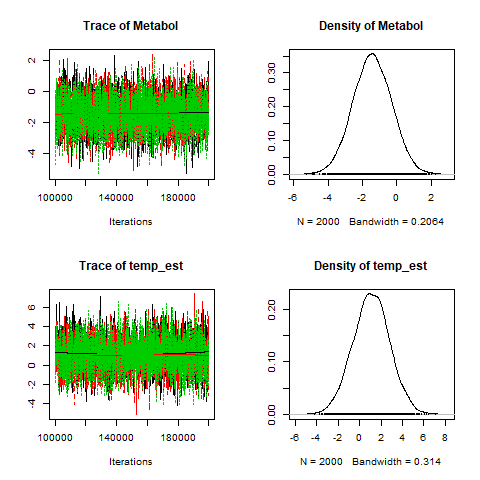 Trace of Metabol
2
0
-2
-4
100000 140000 180000
Iterations
Density of Metabol
0.30
0.20
0.10
0.00
-6 -4 -2 0 2
N = 2000 Bandwidth = 0.2064
Trace of temp_est
6
4
2
0
-2
-4
100000 140000 180000
Iterations
Density of temp_est
0.20
0.10
0.00
-6 -4 -2 0 2 4 6 8
N = 2000 Bandwidth = 0.314